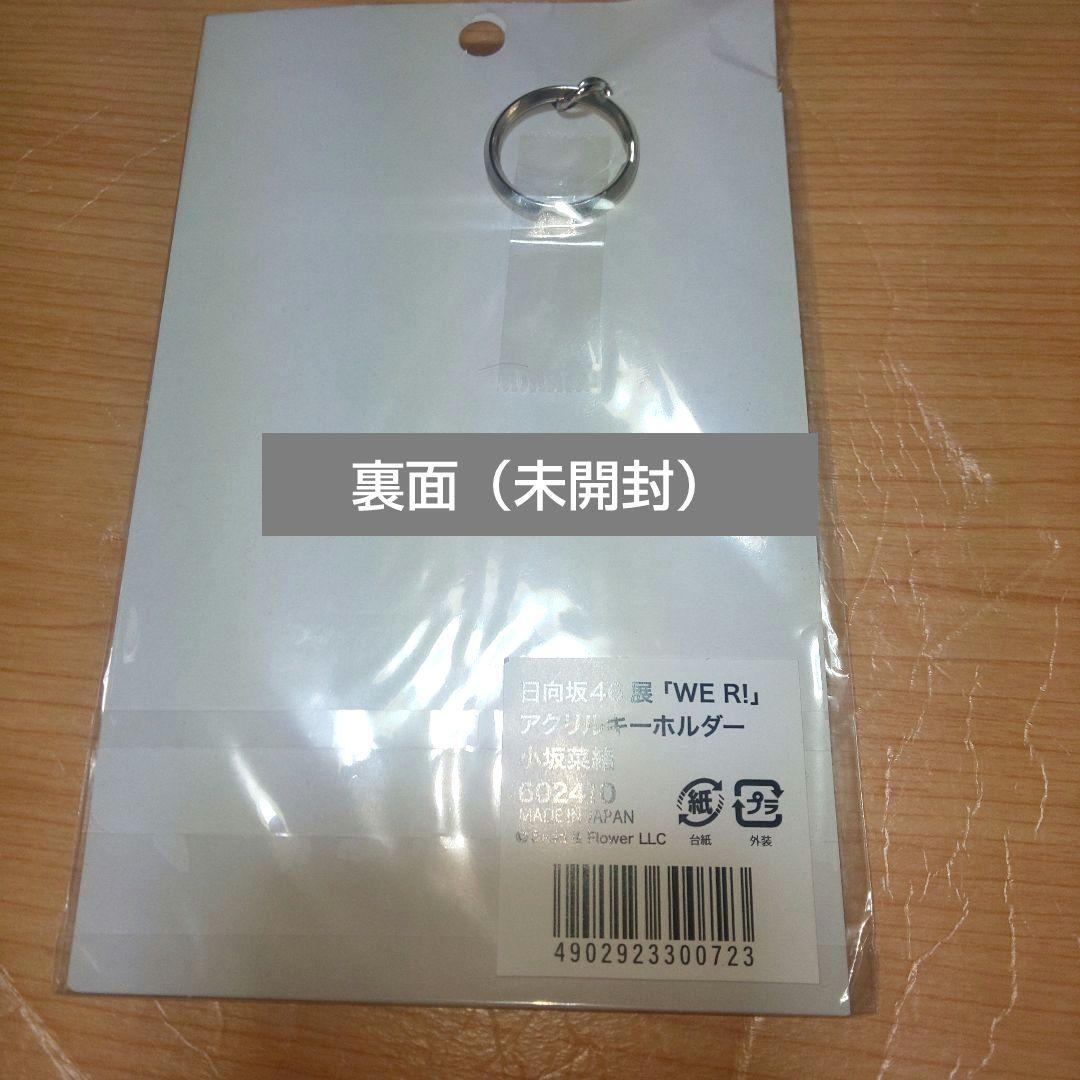 裏面（未開封）
日向坂46 展「WE R!」
アクリルキーホルダー
小坂菜緒
MADE IN JAPAN
& Flower LLC
紙
プラ
台紙
外装
4902923300723